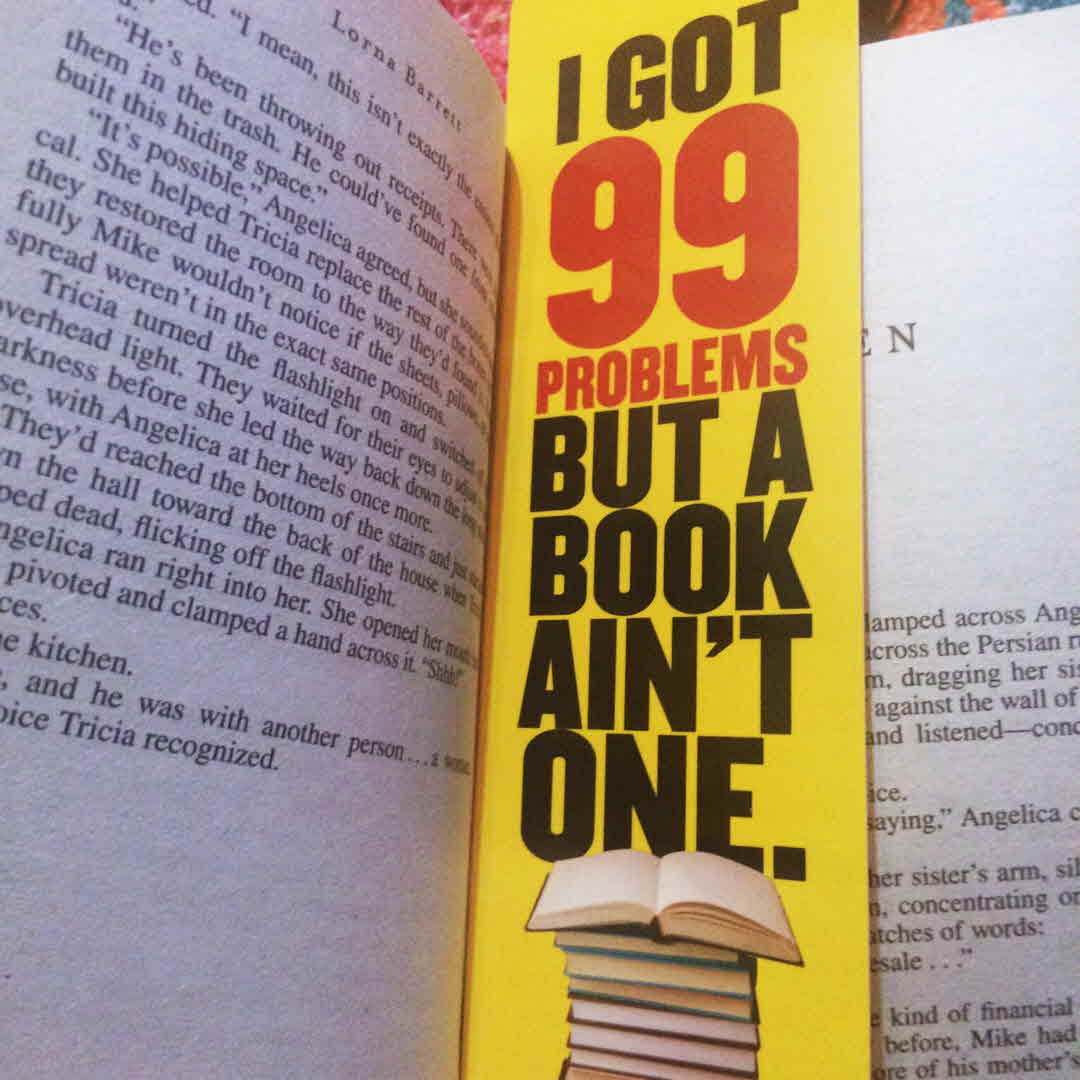 Lorna Barrett
"I mean, this isn't exactly the
"He's been throwing out receipts. There
them in the trash. He could've found one
built this hiding space."
"It's possible," Angelica agreed, but she
cal. She helped Tricia replace the rest of the
they restored the room to the way they'd found
fully Mike wouldn't notice if the sheets,
spread weren't in the exact same positions.
Tricia turned the flashlight on and switched
overhead light. They waited for their eyes to
arkness before she led the way back down the
se, with Angelica at her heels once more.
They'd reached the bottom of the stairs and just
n the hall toward the back of the house when
ped dead, flicking off the flashlight.
ngelica ran right into her. She opened her
pivoted and clamped a hand across it. "Shhh!"
ces.
e kitchen.
, and he was with another person . . . a
oice Tricia recognized.
I GOT
99
PROBLEMS
BUT A
BOOK
AIN'T
ONE.
EN
lamped across Ang
across the Persian
m, dragging her sis
against the wall of
and listened—conc
ice.
saying," Angelica c
her sister's arm, sil
n, concentrating or
atches of words:
esale . . ."
e kind of financial
before, Mike had
ore of his mother's